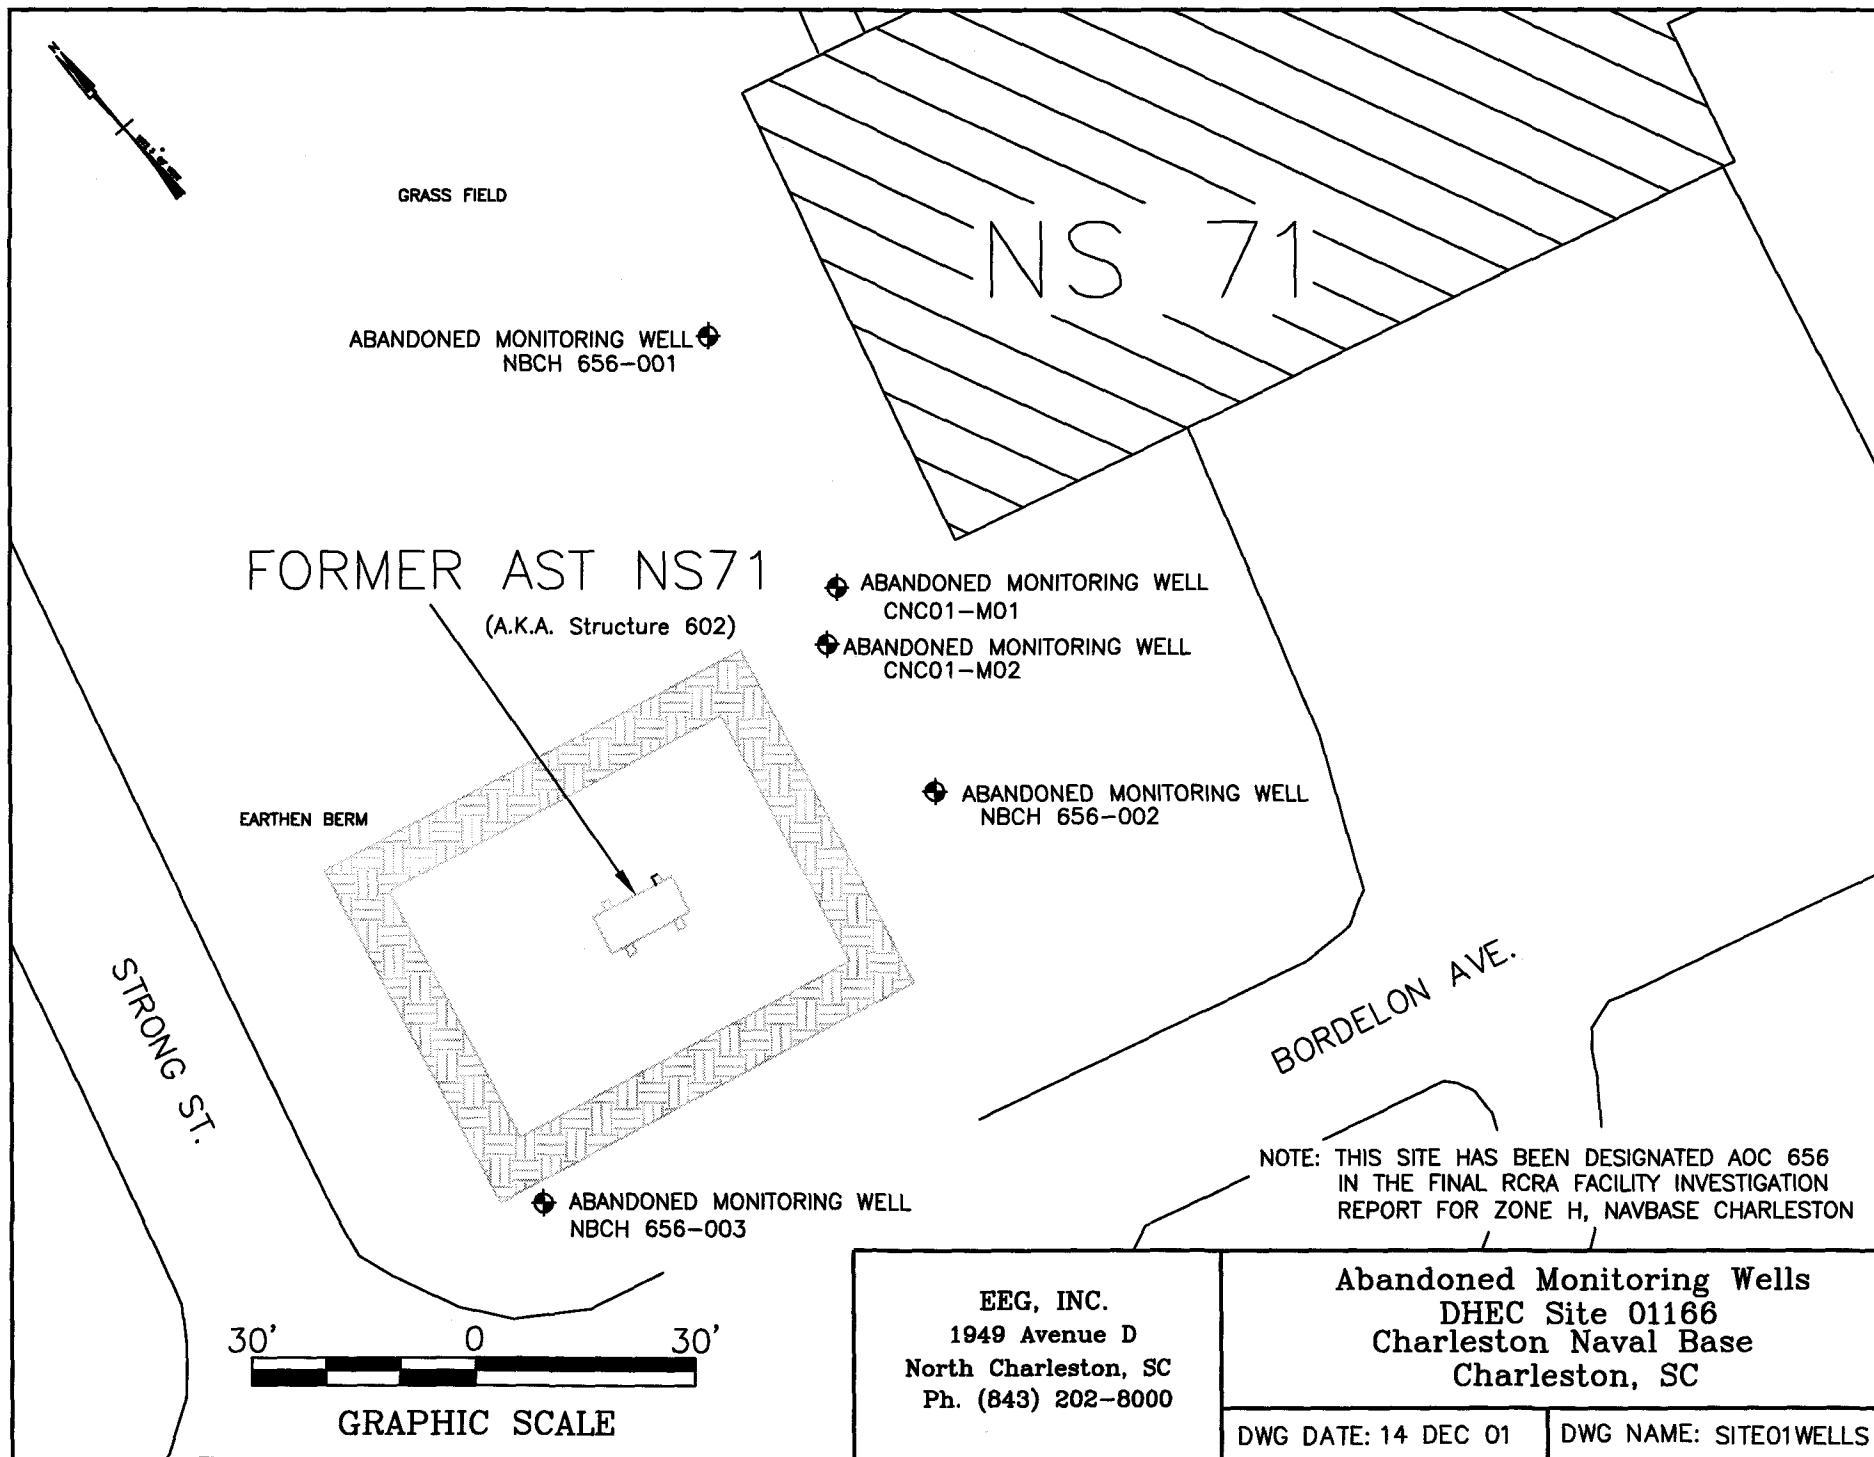 N
GRASS FIELD
NS 71
ABANDONED MONITORING WELL
NBCH 656-001
FORMER AST NS71
(A.K.A. Structure 602)
ABANDONED MONITORING WELL
CNC01-M01
ABANDONED MONITORING WELL
CNC01-M02
ABANDONED MONITORING WELL
NBCH 656-002
EARTHEN BERM
STRONG ST.
BORDELON AVE.
NOTE: THIS SITE HAS BEEN DESIGNATED AOC 656
IN THE FINAL RCRA FACILITY INVESTIGATION
REPORT FOR ZONE H, NAVBASE CHARLESTON
ABANDONED MONITORING WELL
NBCH 656-003
30' 0 30'
GRAPHIC SCALE
EEG, INC.
1949 Avenue D
North Charleston, SC
Ph. (843) 202-8000
Abandoned Monitoring Wells
DHEC Site 01166
Charleston Naval Base
Charleston, SC
DWG DATE: 14 DEC 01
DWG NAME: SITE01WELLS